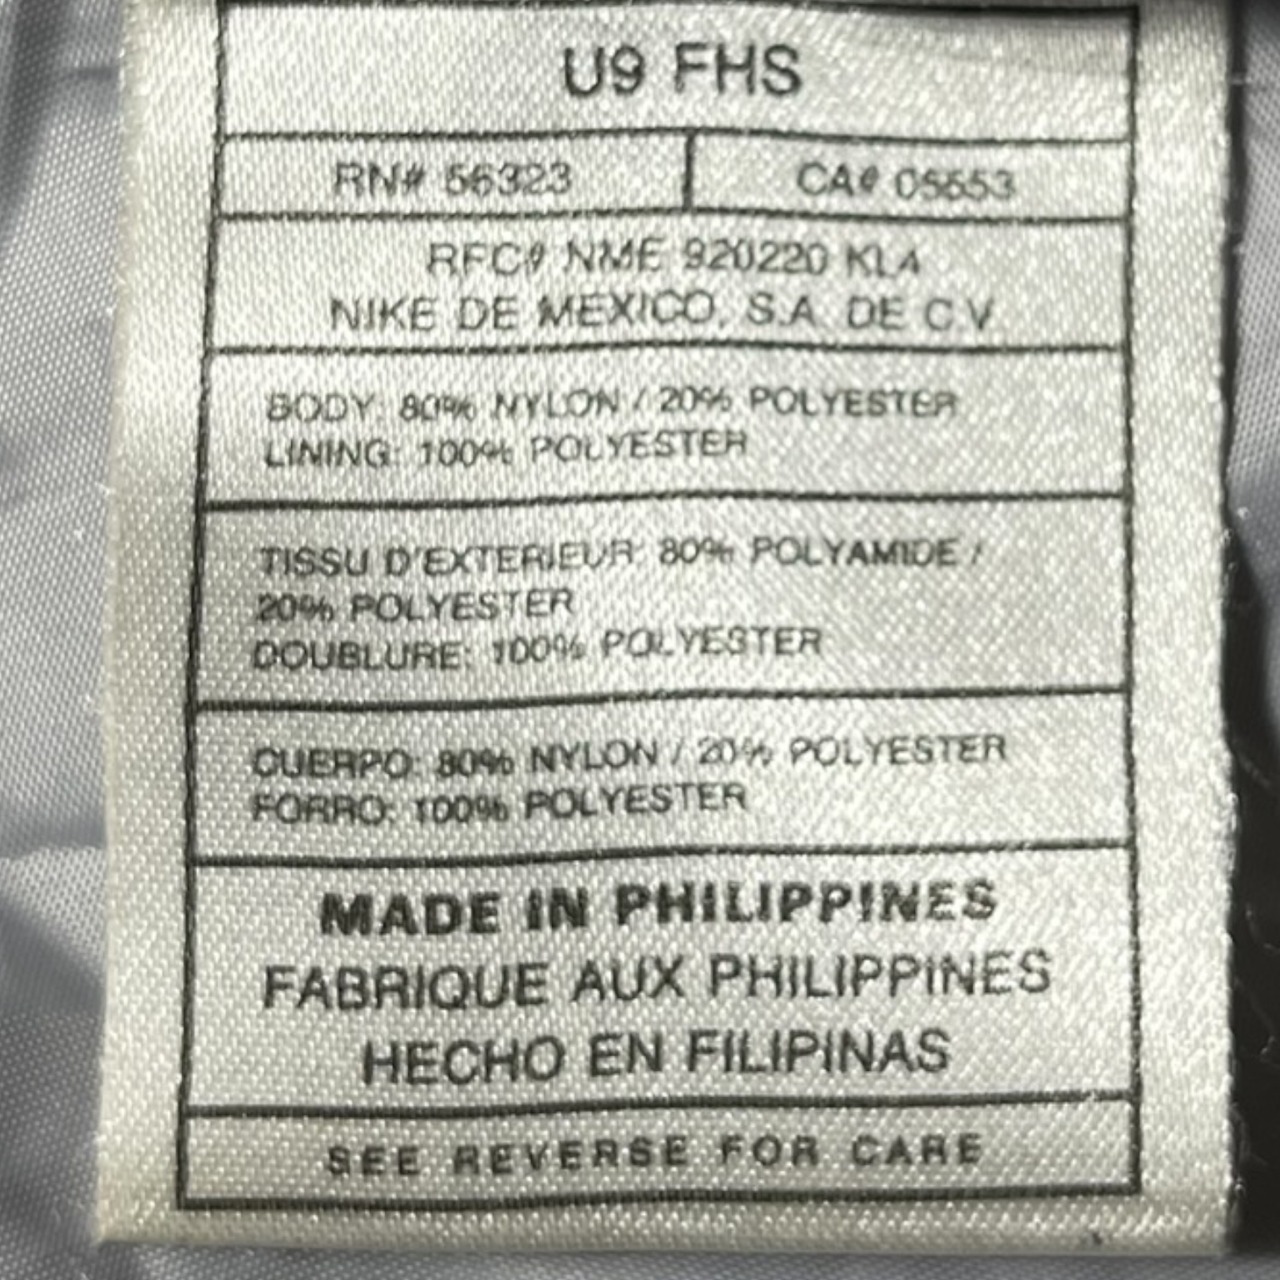 U9 FHS
RN# 56323
CA# 05553
RFC# NME 920220 KLA
NIKE DE MEXICO, S.A. DE C.V.
BODY: 80% NYLON / 20% POLYESTER
LINING: 100% POLYESTER
TISSU D'EXTERIEUR: 80% POLYAMIDE /
20% POLYESTER
DOUBLURE: 100% POLYESTER
CUERPO: 80% NYLON / 20% POLYESTER
FORRO: 100% POLYESTER
MADE IN PHILIPPINES
FABRIQUE AUX PHILIPPINES
HECHO EN FILIPINAS
SEE REVERSE FOR CARE